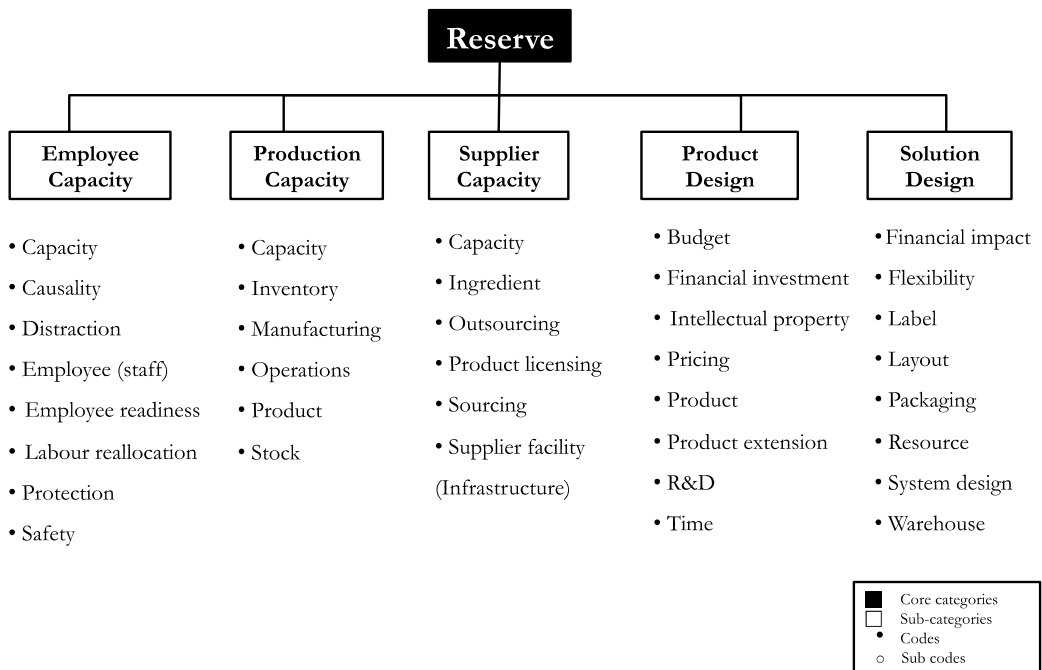 Reserve
Employee
Capacity
• Capacity
• Causality
• Distraction
• Employee (staff)
• Employee readiness
• Labour reallocation
• Protection
• Safety
Production
Capacity
• Capacity
• Inventory
• Manufacturing
• Operations
• Product
• Stock
Supplier
Capacity
• Capacity
• Ingredient
• Outsourcing
• Product licensing
• Sourcing
• Supplier facility
(Infrastructure)
Product
Design
• Budget
• Financial investment
• Intellectual property
• Pricing
• Product
• Product extension
• R&D
• Time
Solution
Design
• Financial impact
• Flexibility
• Label
• Layout
• Packaging
• Resource
• System design
• Warehouse
Core categories
Sub-categories
• Codes
○ Sub codes